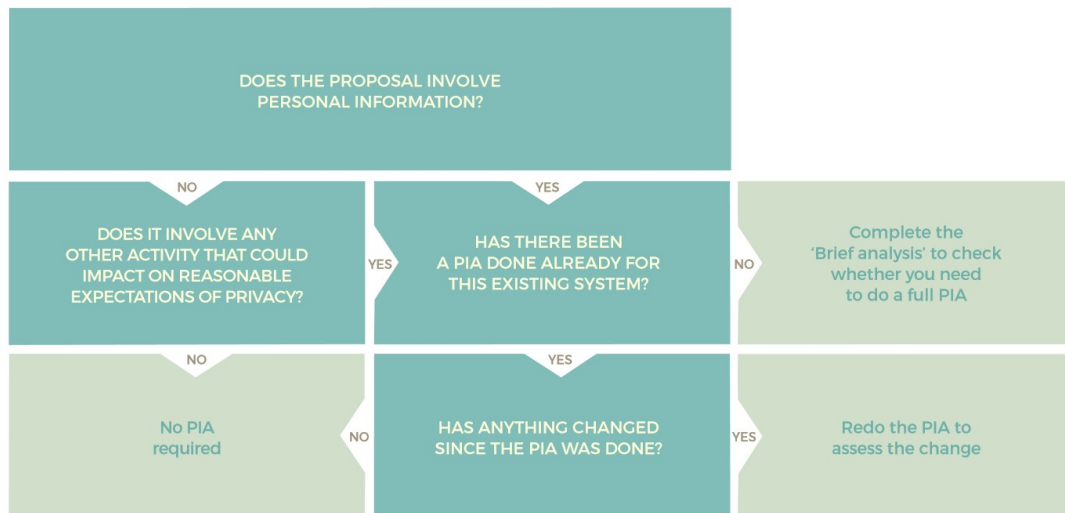 DOES THE PROPOSAL INVOLVE
PERSONAL INFORMATION?
NO
YES
DOES IT INVOLVE ANY
OTHER ACTIVITY THAT COULD
IMPACT ON REASONABLE
EXPECTATIONS OF PRIVACY?
YES
HAS THERE BEEN
A PIA DONE ALREADY FOR
THIS EXISTING SYSTEM?
NO
Complete the
‘Brief analysis’ to check
whether you need
to do a full PIA
NO
YES
No PIA
required
NO
HAS ANYTHING CHANGED
SINCE THE PIA WAS DONE?
YES
Redo the PIA to
assess the change